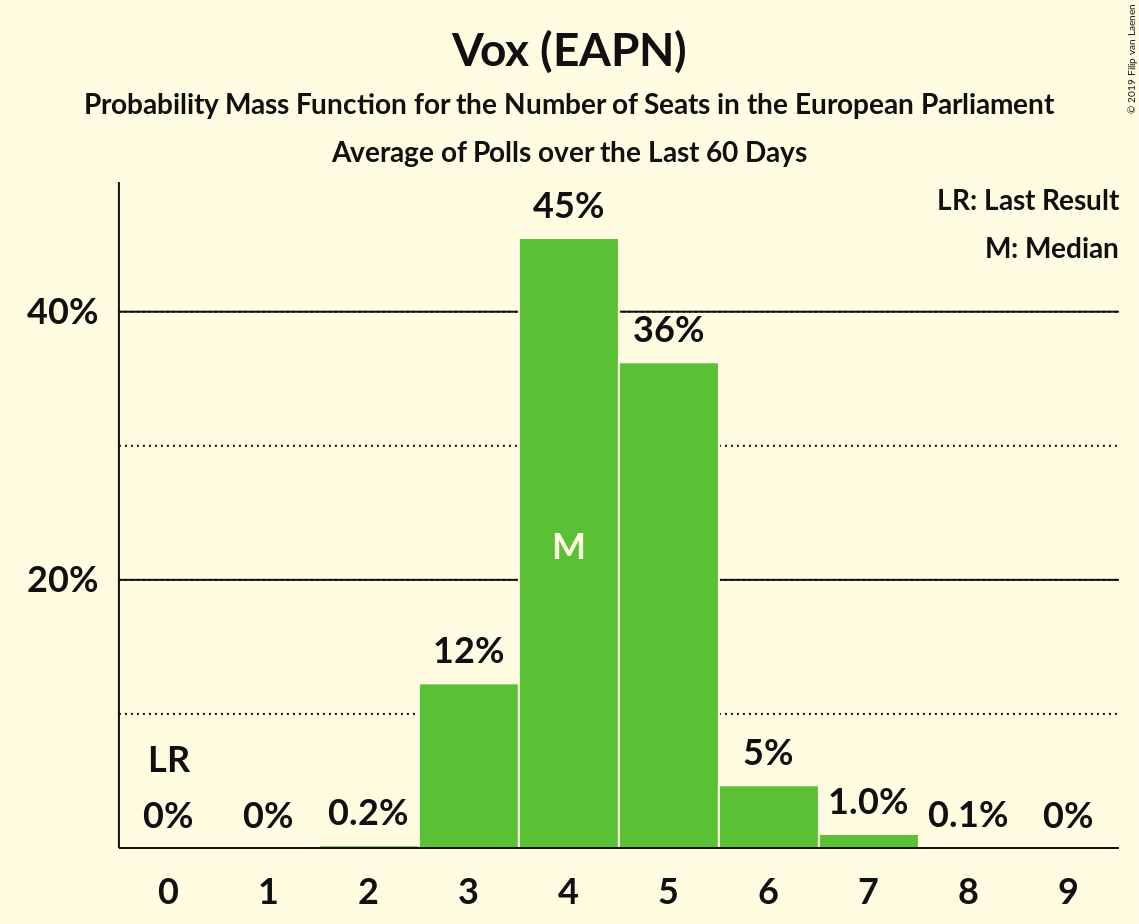 Vox (EAPN)
Probability Mass Function for the Number of Seats in the European Parliament
Average of Polls over the Last 60 Days
© 2019 Filip van Laenen
LR: Last Result
M: Median
45%
40%
36%
M
20%
12%
LR
5%
0% 0% 0.2% 1.0% 0.1% 0%
0 1 2 3 4 5 6 7 8 9